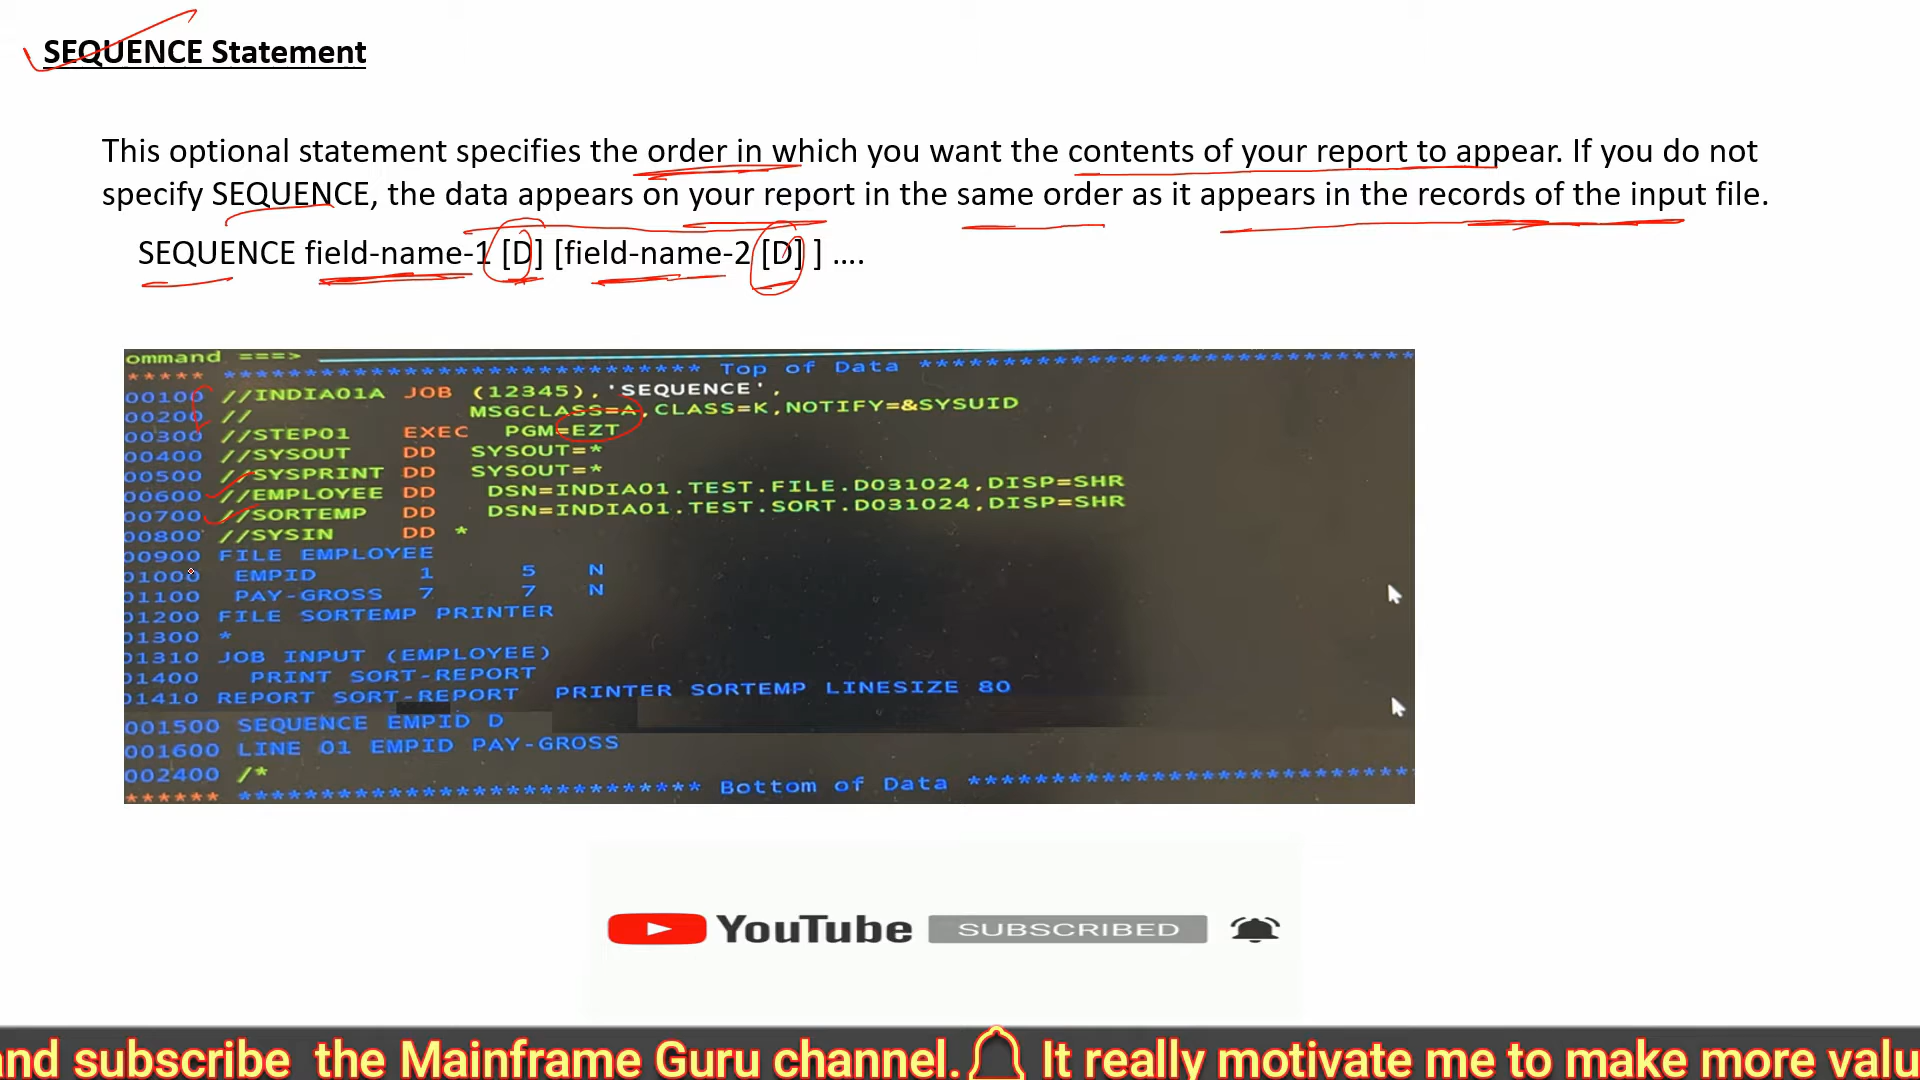 SEQUENCE Statement
This optional statement specifies the order in which you want the contents of your report to appear. If you do not
specify SEQUENCE, the data appears on your report in the same order as it appears in the records of the input file.
SEQUENCE field-name-1 [D] [field-name-2 [D] ] ....
ommand ===>
***** **************************** Top of Data ******************************
00100 //INDIA01A JOB (12345),'SEQUENCE',
00200 // MSGCLASS=A,CLASS=K,NOTIFY=&SYSUID
00300 //STEP01 EXEC PGM=EZT
00400 //SYSOUT DD SYSOUT=*
00500 //SYSPRINT DD SYSOUT=*
00600 //EMPLOYEE DD DSN=INDIA01.TEST.FILE.D031024,DISP=SHR
00700 //SORTEMP DD DSN=INDIA01.TEST.SORT.D031024,DISP=SHR
00800 //SYSIN DD *
00900 FILE EMPLOYEE
01000 EMPID 1 5 N
01100 PAY-GROSS 7 7 N
01200 FILE SORTEMP PRINTER
01300 *
01310 JOB INPUT (EMPLOYEE)
01400 PRINT SORT-REPORT
01410 REPORT SORT-REPORT PRINTER SORTEMP LINESIZE 80
001500 SEQUENCE EMPID D
001600 LINE 01 EMPID PAY-GROSS
002400 /*
****** **************************** Bottom of Data ***************************
YouTube SUBSCRIBED
and subscribe the Mainframe Guru channel. It really motivate me to make more valu